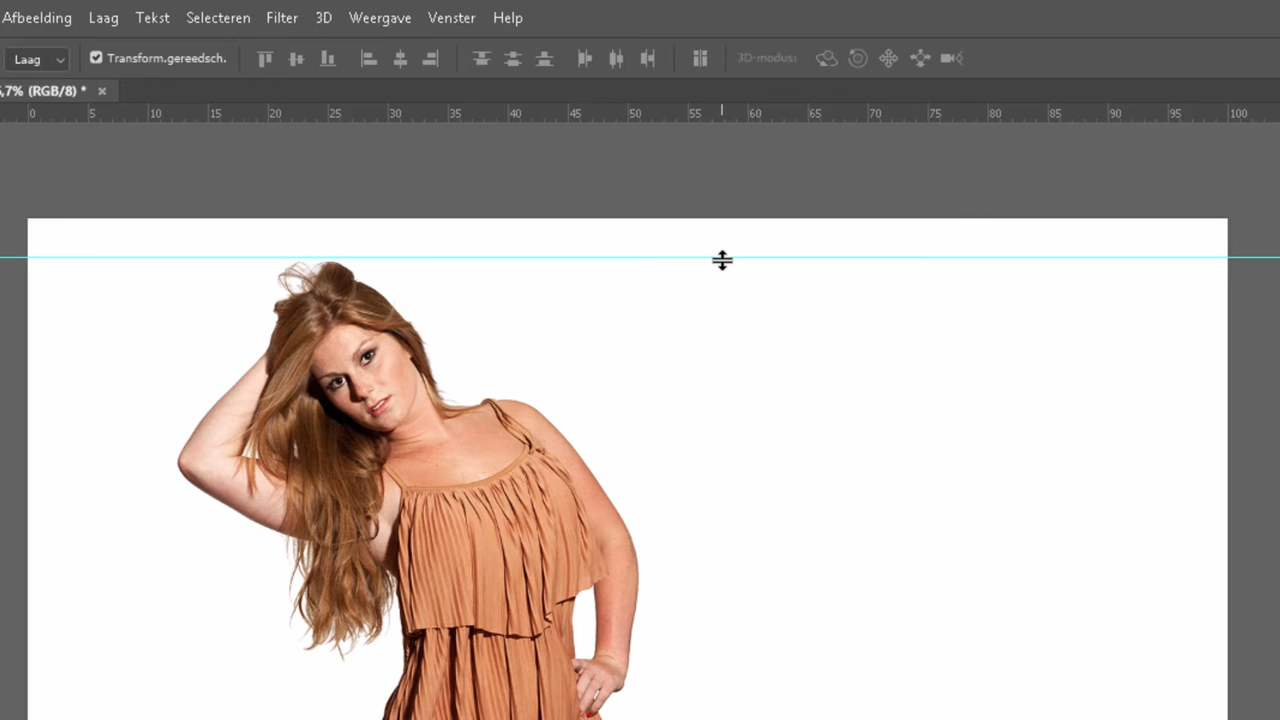 Afbeelding Laag Tekst Selecteren Filter 3D Weergave Venster Help
Laag Transform.gereedsch. 3D-modus:
,7% (RGB/8) * ×
0 5 10 15 20 25 30 35 40 45 50 55 60 65 70 75 80 85 90 95 100